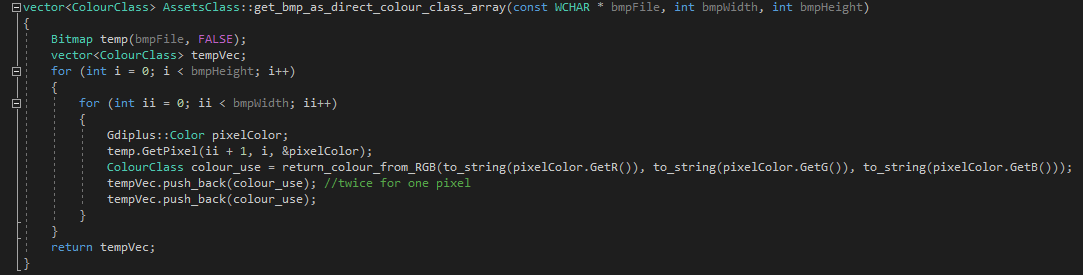 vector<ColourClass> AssetsClass::get_bmp_as_direct_colour_class_array(const WCHAR * bmpFile, int bmpWidth, int bmpHeight)
{
    Bitmap temp(bmpFile, FALSE);
    vector<ColourClass> tempVec;
    for (int i = 0; i < bmpHeight; i++)
    {
        for (int ii = 0; ii < bmpWidth; ii++)
        {
            Gdiplus::Color pixelColor;
            temp.GetPixel(ii + 1, i, &pixelColor);
            ColourClass colour_use = return_colour_from_RGB(to_string(pixelColor.GetR()), to_string(pixelColor.GetG()), to_string(pixelColor.GetB()));
            tempVec.push_back(colour_use); //twice for one pixel
            tempVec.push_back(colour_use);
        }
    }
    return tempVec;
}